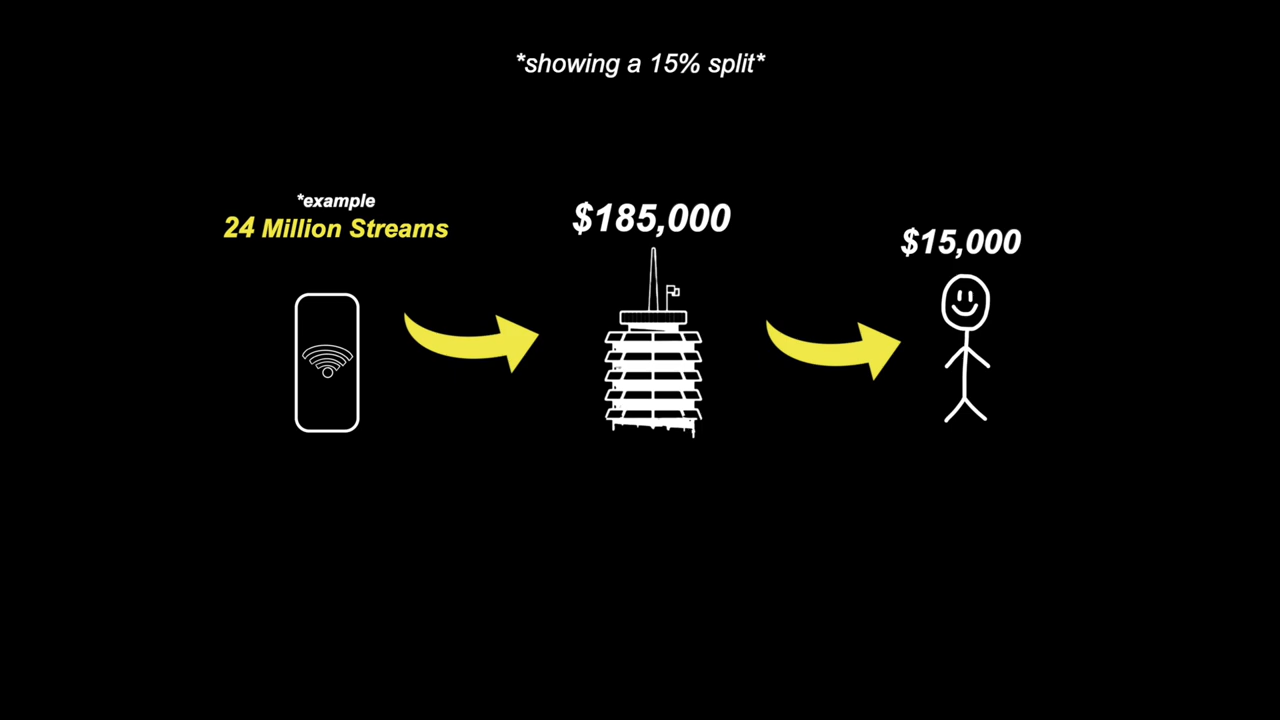 *showing a 15% split*
*example
24 Million Streams
$185,000
$15,000